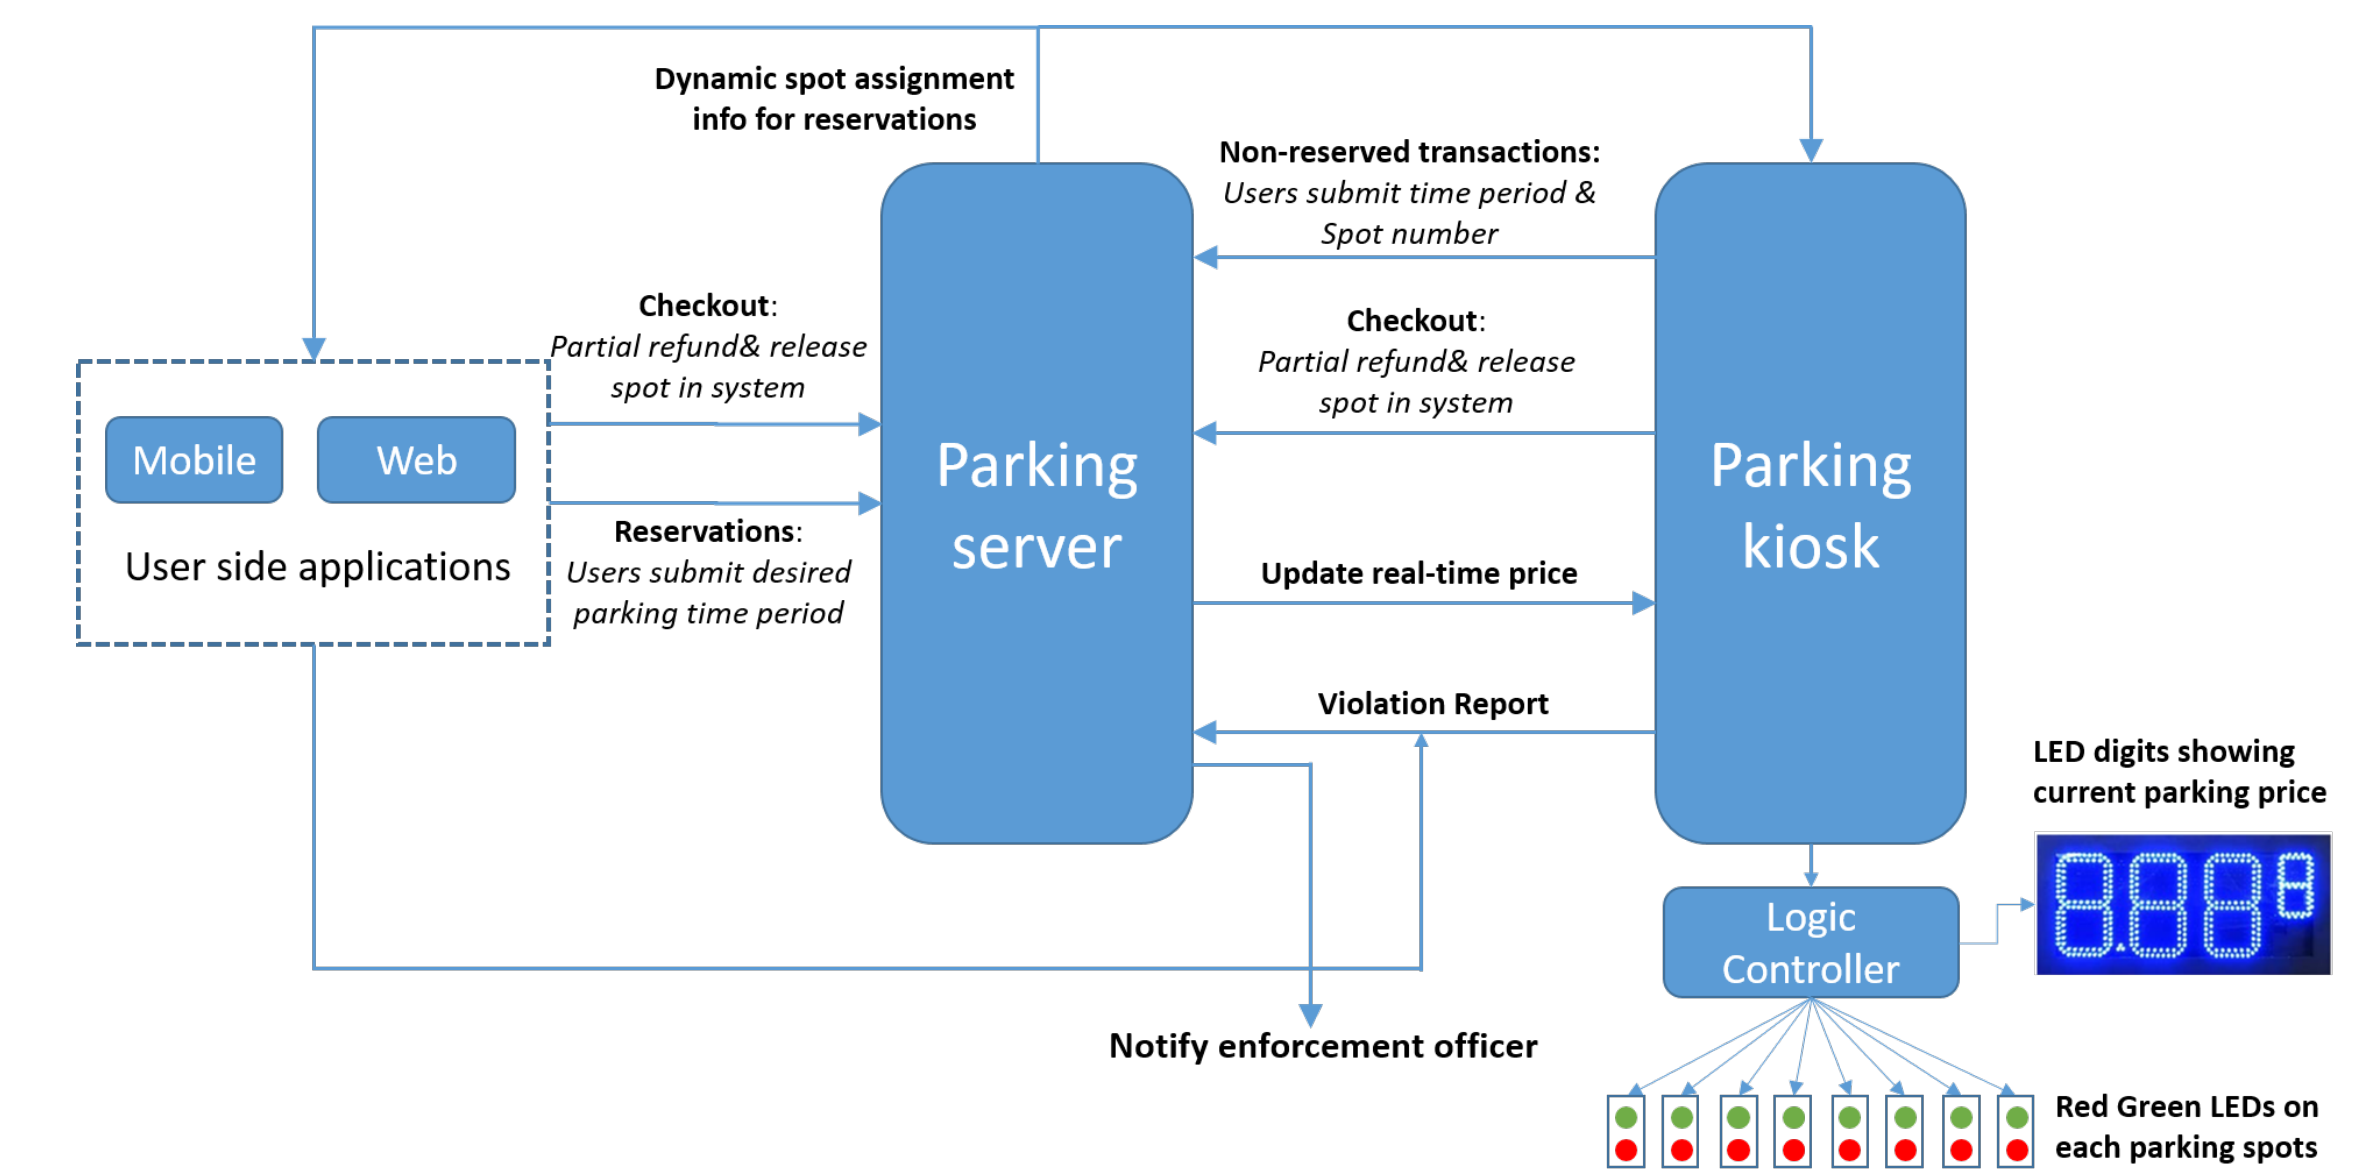 Dynamic spot assignment
info for reservations
Non-reserved transactions:
Users submit time period &
Spot number
Checkout:
Partial refund& release
spot in system
Checkout:
Partial refund& release
spot in system
Mobile
Web
User side applications
Parking
server
Parking
kiosk
Reservations:
Users submit desired
parking time period
Update real-time price
Violation Report
LED digits showing
current parking price
8.888
Logic
Controller
Notify enforcement officer
Red Green LEDs on
each parking spots